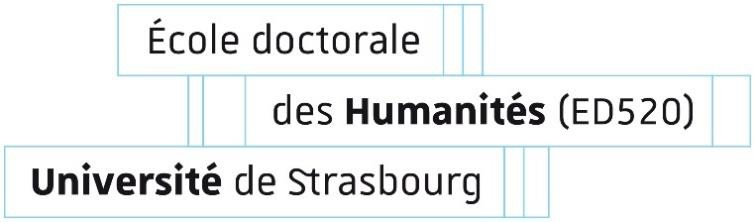 École doctorale
des Humanités (ED520)
Université de Strasbourg